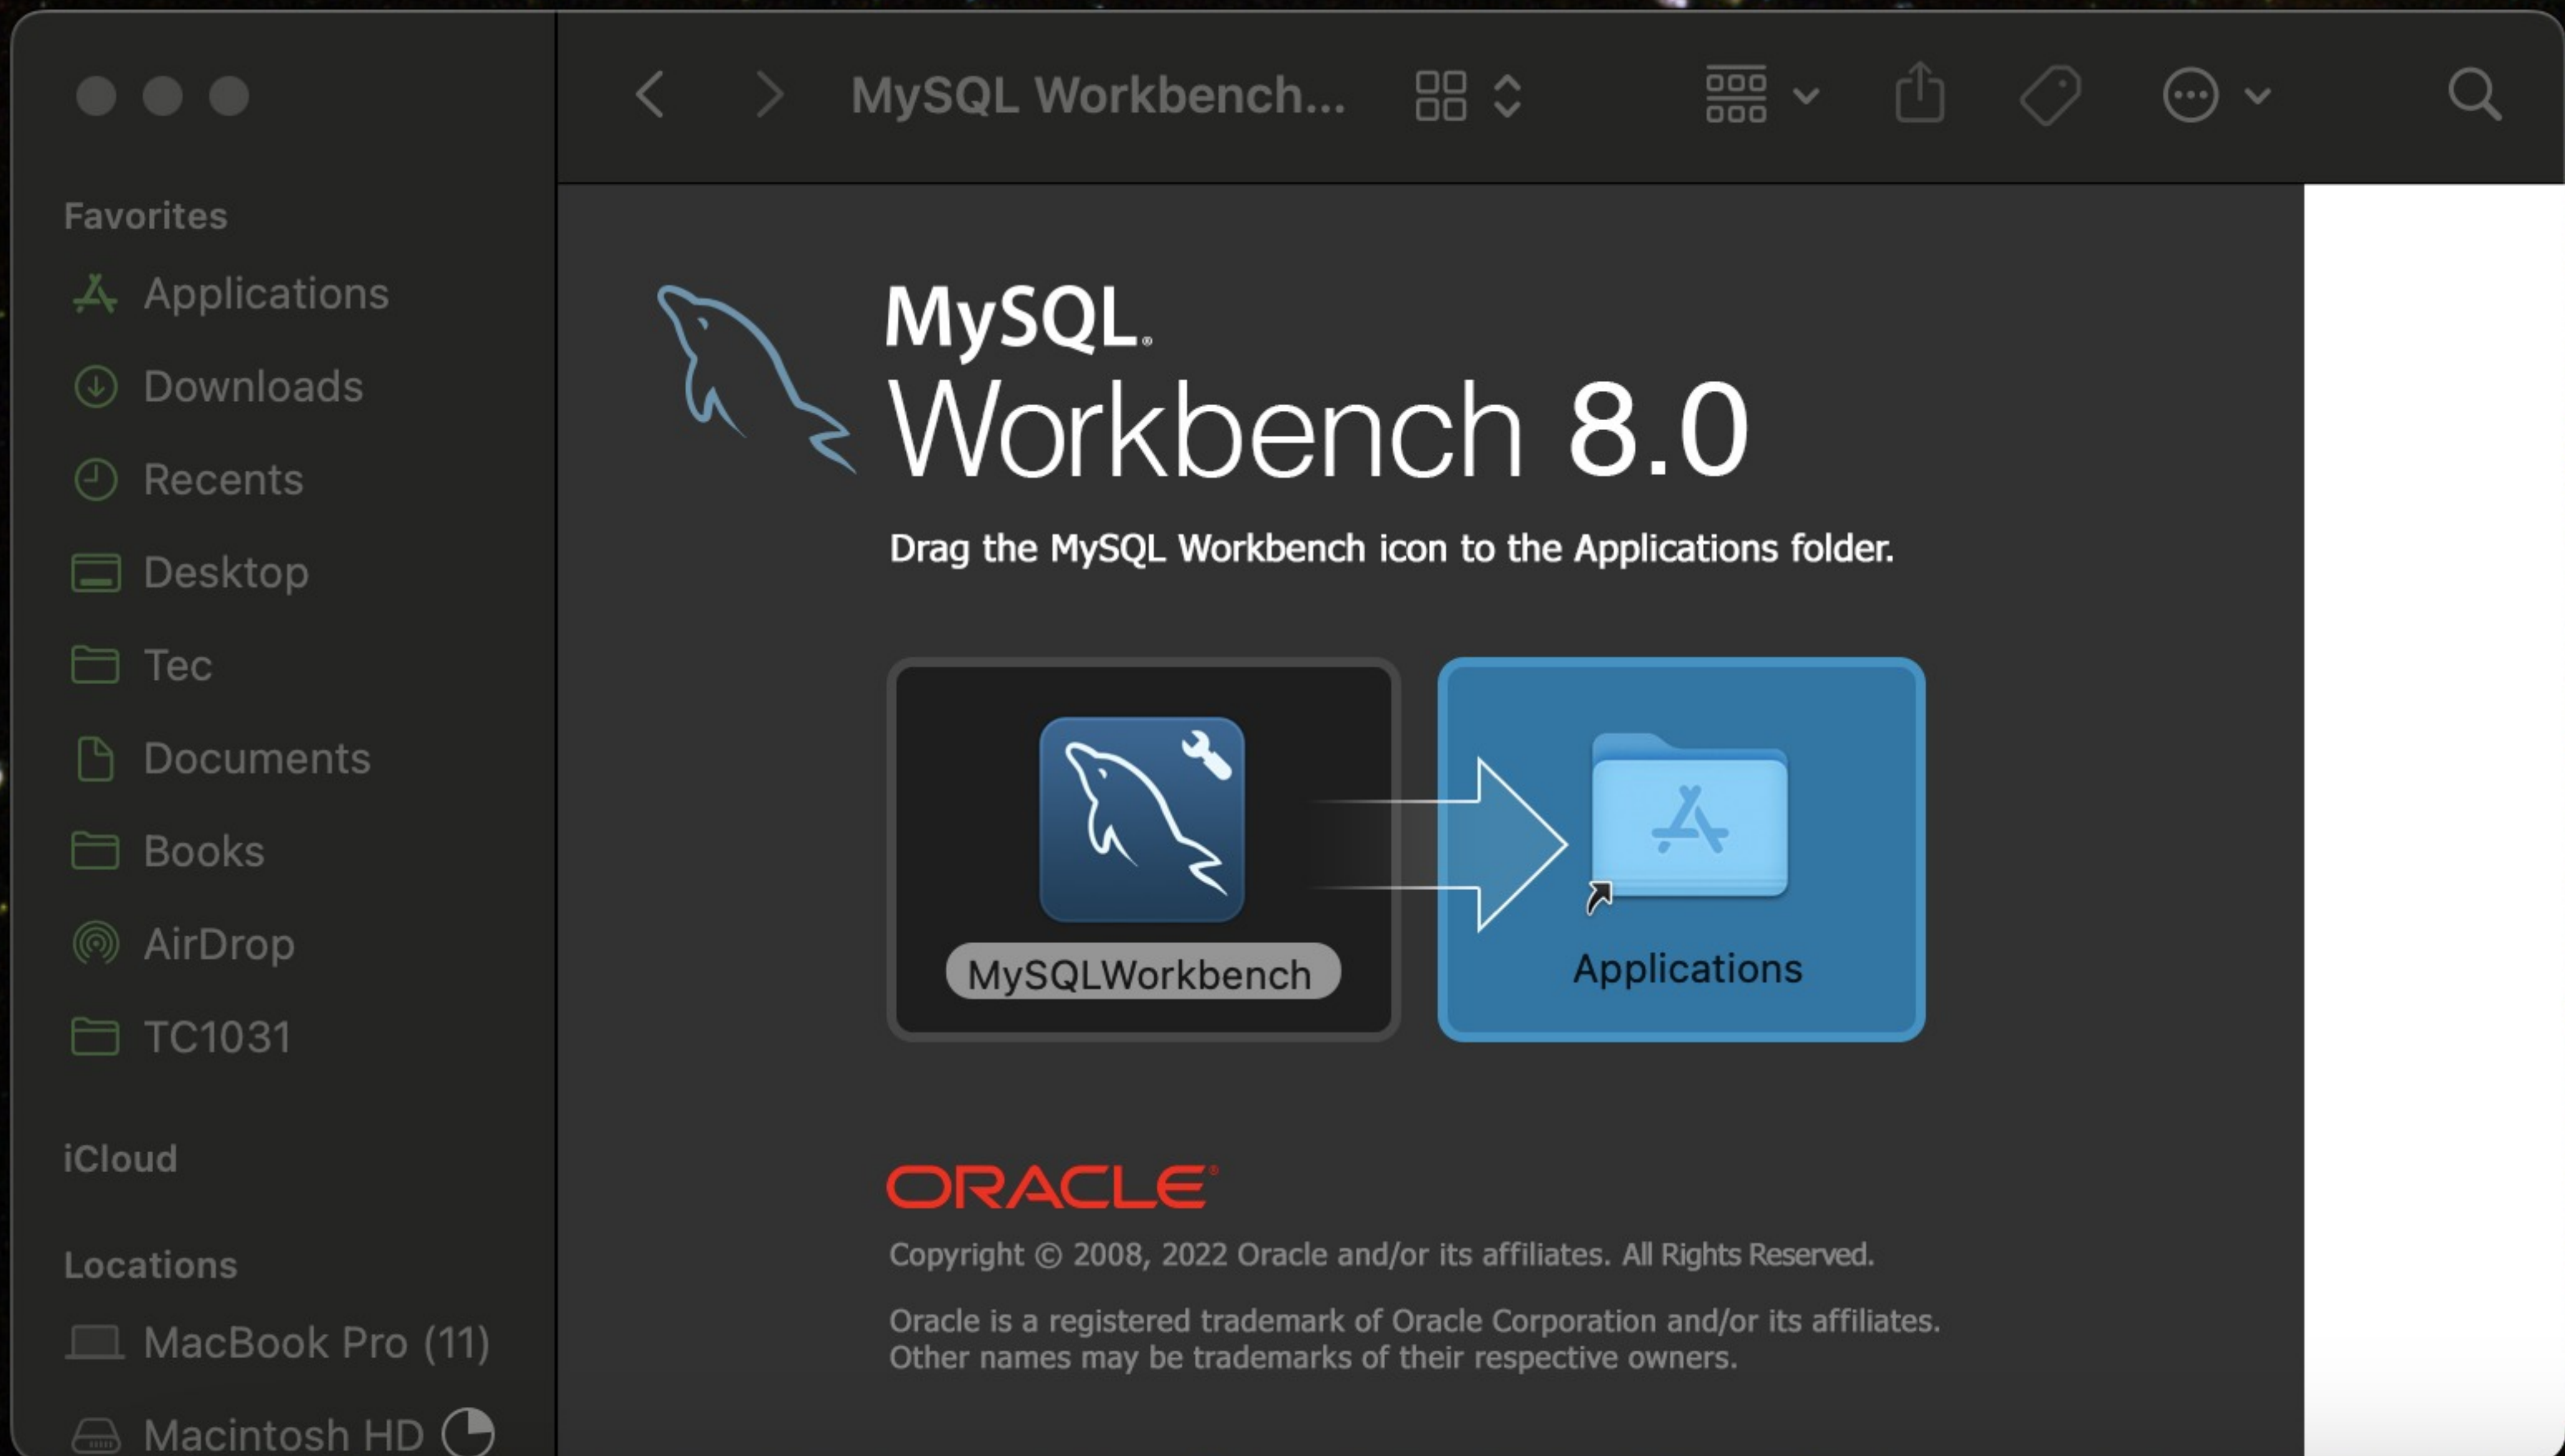 MySQL Workbench...
Favorites
Applications
Downloads
Recents
Desktop
Tec
Documents
Books
AirDrop
TC1031
iCloud
Locations
MacBook Pro (11)
Macintosh HD
MySQL®
Workbench 8.0
Drag the MySQL Workbench icon to the Applications folder.
MySQLWorkbench
Applications
ORACLE®
Copyright © 2008, 2022 Oracle and/or its affiliates. All Rights Reserved.
Oracle is a registered trademark of Oracle Corporation and/or its affiliates.
Other names may be trademarks of their respective owners.